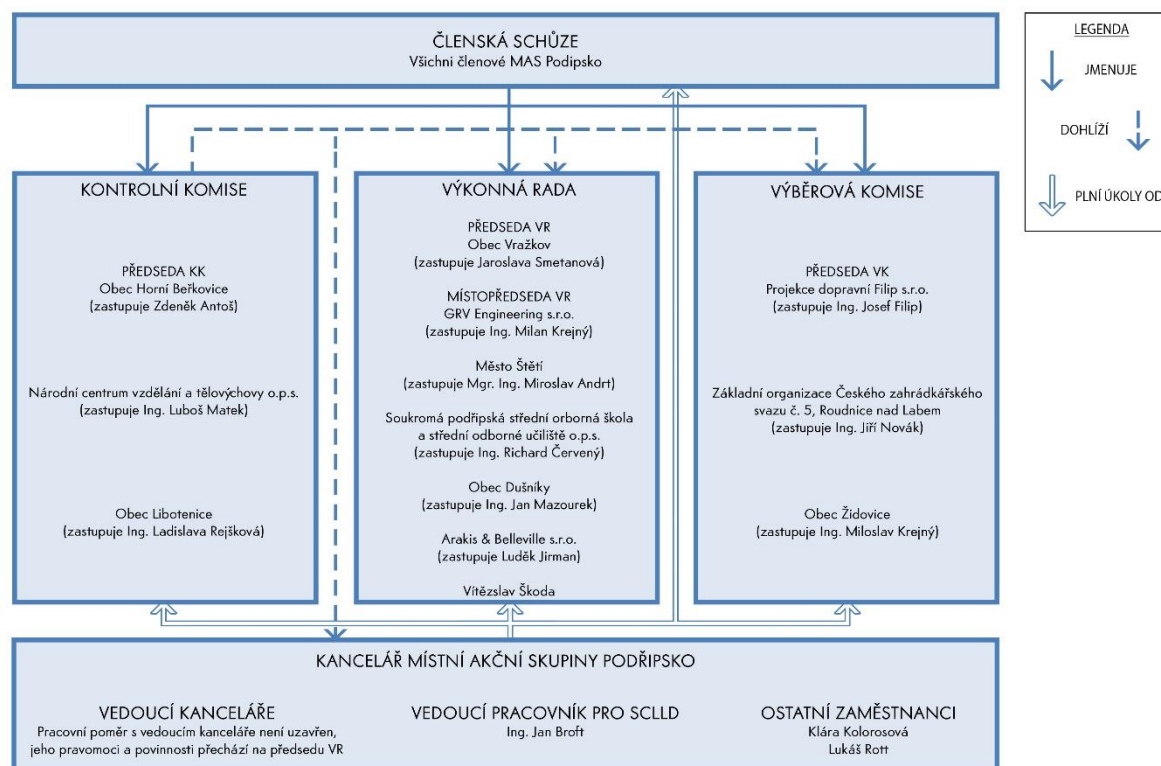 ČLENSKÁ SCHŮZE
Všichni členové MAS Podipsko
LEGENDA
JMENUJE
DOHLÍŽÍ
PLNÍ ÚKOLY OD
KONTROLNÍ KOMISE
PŘEDSEDA KK
Obec Horní Beřkovice
(zastupuje Zdeněk Antoš)
Národní centrum vzdělání a tělovýchovy o.p.s.
(zastupuje Ing. Luboš Matek)
Obec Libotenice
(zastupuje Ing. Ladislava Rejšková)
VÝKONNÁ RADA
PŘEDSEDA VR
Obec Vražkov
(zastupuje Jaroslava Smetanová)
MÍSTOPŘEDSEDA VR
GRV Engineering s.r.o.
(zastupuje Ing. Milan Krejný)
Město Štětí
(zastupuje Mgr. Ing. Miroslav Andrt)
Soukromá podřipská střední orborná škola
a střední odborné učiliště o.p.s.
(zastupuje Ing. Richard Červený)
Obec Dušníky
(zastupuje Ing. Jan Mazourek)
Arakis & Belleville s.r.o.
(zastupuje Luděk Jirman)
Vítězslav Škoda
VÝBĚROVÁ KOMISE
PŘEDSEDA VK
Projekce dopravní Filip s.r.o.
(zastupuje Ing. Josef Filip)
Základní organizace Českého zahrádkářského
svazu č. 5, Roudnice nad Labem
(zastupuje Ing. Jiří Novák)
Obec Židovice
(zastupuje Ing. Miloslav Krejný)
KANCELÁŘ MÍSTNÍ AKČNÍ SKUPINY PODŘIPSKO
VEDOUCÍ KANCELÁŘE
Pracovní poměr s vedoucím kanceláře není uzavřen,
jeho pravomoci a povinnosti přechází na předsedu VR
VEDOUCÍ PRACOVNÍK PRO SCLLD
Ing. Jan Broft
OSTATNÍ ZAMĚSTNANCI
Klára Kolorosová
Lukáš Rott